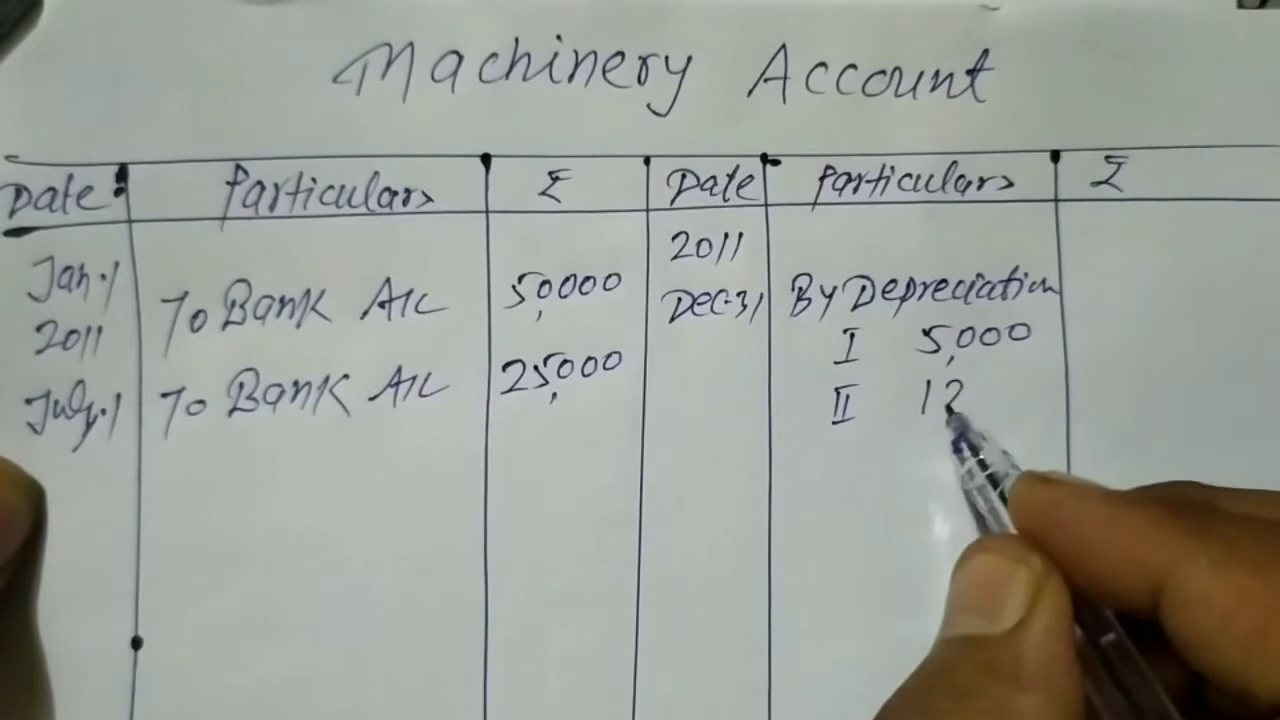 Machinery Account
Date Particulars ₹ Date Particulars ₹
2011
Jan.1 To Bank A/c 50,000 Dec-31 By Depreciation
2011 I 5,000
July.1 To Bank A/c 25,000 II 12